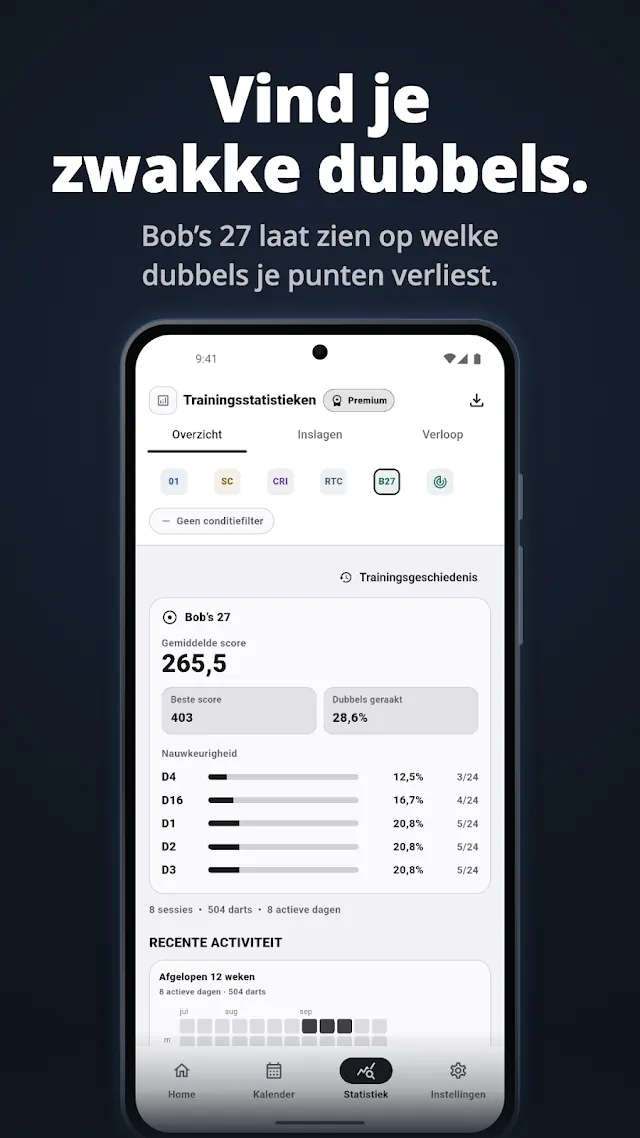 Vind je
zwakke dubbels.
Bob’s 27 laat zien op welke
dubbels je punten verliest.
9:41
Trainingsstatistieken Premium
Overzicht Inslagen Verloop
01 SC CRI RTC B27
Geen conditiefilter
Trainingsgeschiedenis
Bob’s 27
Gemiddelde score
265,5
Beste score Dubbels geraakt
403 28,6%
Nauwkeurigheid
D4 12,5% 3/24
D16 16,7% 4/24
D1 20,8% 5/24
D2 20,8% 5/24
D3 20,8% 5/24
8 sessies • 504 darts • 8 actieve dagen
RECENTE ACTIVITEIT
Afgelopen 12 weken
8 actieve dagen · 504 darts
jul aug sep
m
Home Kalender Statistiek Instellingen